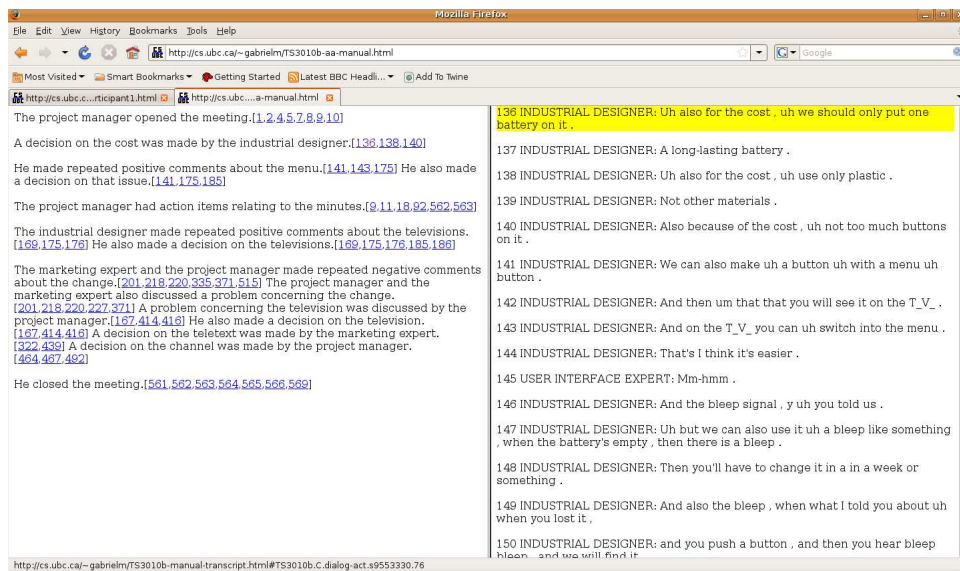 Mozilla Firefox
File Edit View History Bookmarks Tools Help
http://cs.ubc.ca/~gabrielm/TS3010b-aa-manual.html
Google
Most Visited Smart Bookmarks Getting Started Latest BBC Headli... Add To Twine
http://cs.ubc.c...rticipant1.html http://cs.ubc....a-manual.html
The project manager opened the meeting.[1,2,4,5,7,8,9,10]
A decision on the cost was made by the industrial designer.[136,138,140]
He made repeated positive comments about the menu.[141,143,175] He also made
a decision on that issue.[141,175,185]
The project manager had action items relating to the minutes.[9,11,18,92,562,563]
The industrial designer made repeated positive comments about the televisions.
[169,175,176] He also made a decision on the televisions.[169,175,176,185,186]
The marketing expert and the project manager made repeated negative comments
about the change.[201,218,220,335,371,515] The project manager and the
marketing expert also discussed a problem concerning the change.
[201,218,220,227,371] A problem concerning the television was discussed by the
project manager.[167,414,416] He also made a decision on the television.
[167,414,416] A decision on the teletext was made by the marketing expert.
[322,439] A decision on the channel was made by the project manager.
[464,467,492]
He closed the meeting.[561,562,563,564,565,566,569]
136 INDUSTRIAL DESIGNER: Uh also for the cost , uh we should only put one
battery on it .
137 INDUSTRIAL DESIGNER: A long-lasting battery .
138 INDUSTRIAL DESIGNER: Uh also for the cost , uh use only plastic .
139 INDUSTRIAL DESIGNER: Not other materials .
140 INDUSTRIAL DESIGNER: Also because of the cost , uh not too much buttons
on it .
141 INDUSTRIAL DESIGNER: We can also make uh a button uh with a menu uh
button .
142 INDUSTRIAL DESIGNER: And then um that that you will see it on the T_V_ .
143 INDUSTRIAL DESIGNER: And on the T_V_ you can uh switch into the menu .
144 INDUSTRIAL DESIGNER: That's I think it's easier .
145 USER INTERFACE EXPERT: Mm-hmm .
146 INDUSTRIAL DESIGNER: And the bleep signal , y uh you told us .
147 INDUSTRIAL DESIGNER: Uh but we can also use it uh a bleep like something
, when the battery's empty , then there is a bleep .
148 INDUSTRIAL DESIGNER: Then you'll have to change it in a in a week or
something .
149 INDUSTRIAL DESIGNER: And also the bleep , when what I told you about uh
when you lost it ,
150 INDUSTRIAL DESIGNER: and you push a button , and then you hear bleep
bleep , and we will find it
http://cs.ubc.ca/~gabrielm/TS3010b-manual-transcript.html#TS3010b.C.dialog-act.s9553330.76